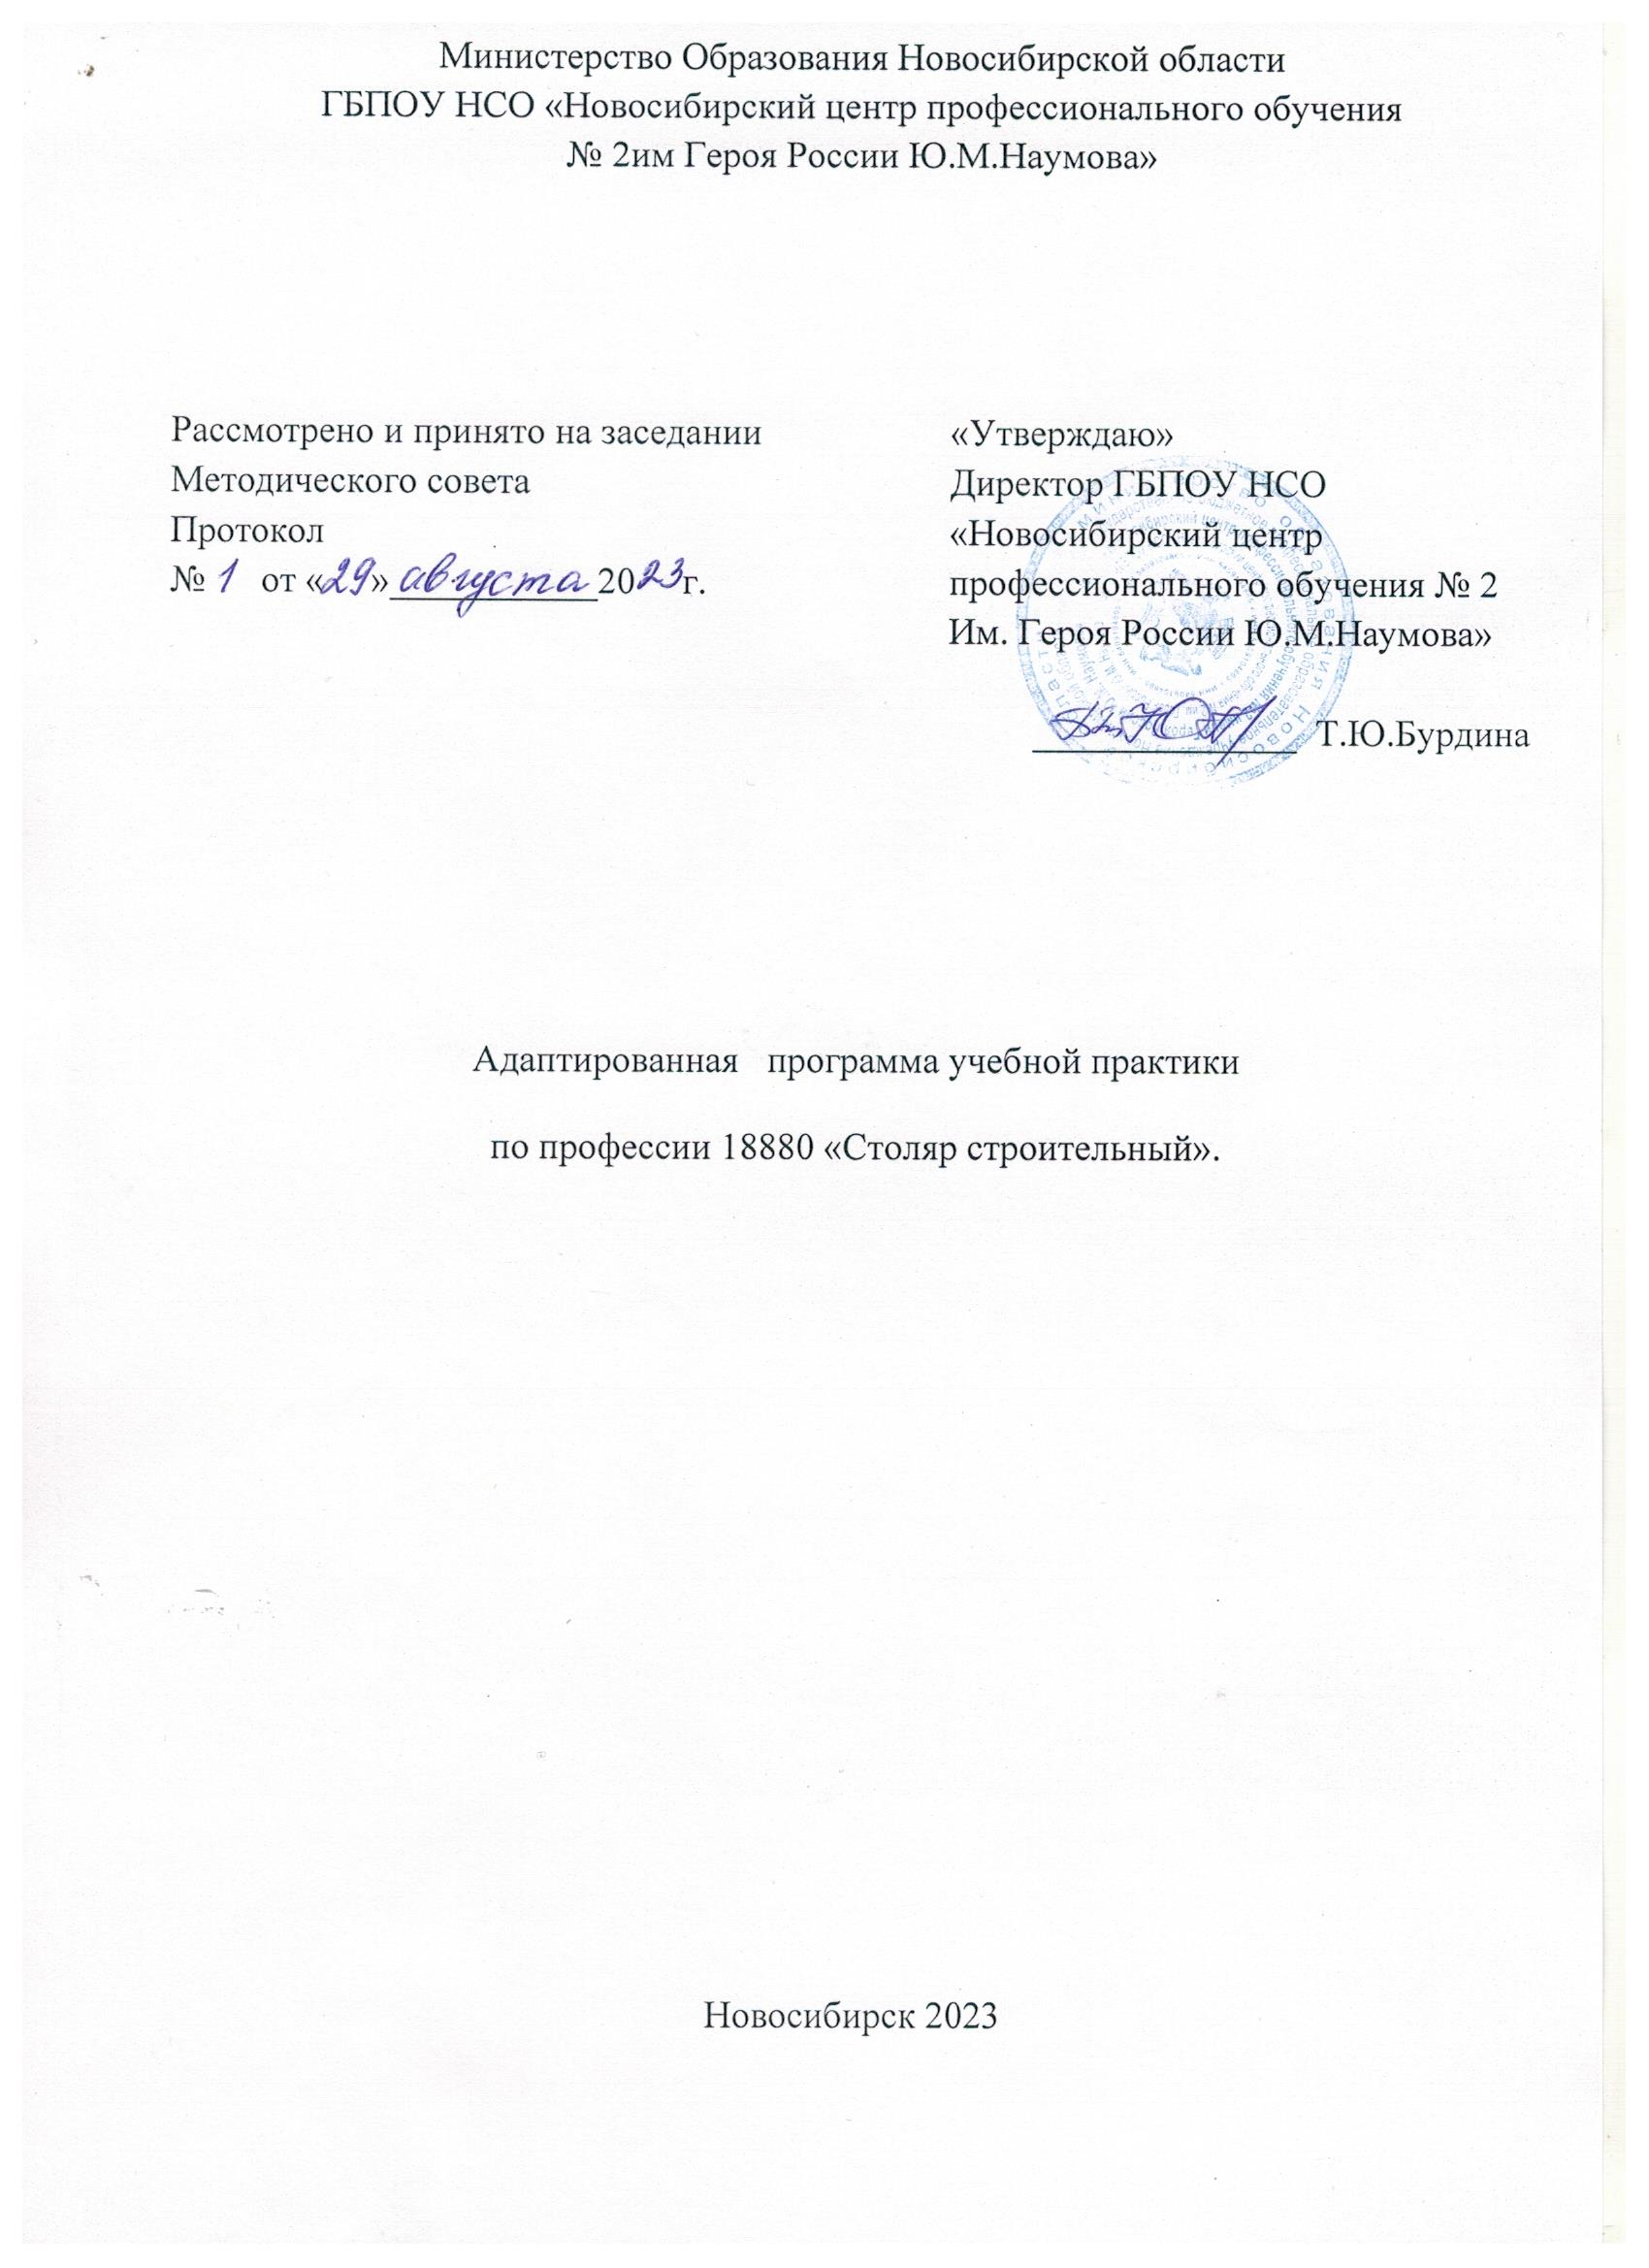 Министерство Образования Новосибирской области
ГБПОУ НСО «Новосибирский центр профессионального обучения
№ 2им Героя России Ю.М.Наумова»
Рассмотрено и принято на заседании
Методического совета
Протокол
№ 1 от «29» августа 2023г.
«Утверждаю»
Директор ГБПОУ НСО
«Новосибирский центр
профессионального обучения № 2
Им. Героя России Ю.М.Наумова»
Т.Ю.Бурдина
Адаптированная программа учебной практики
по профессии 18880 «Столяр строительный».
Новосибирск 2023